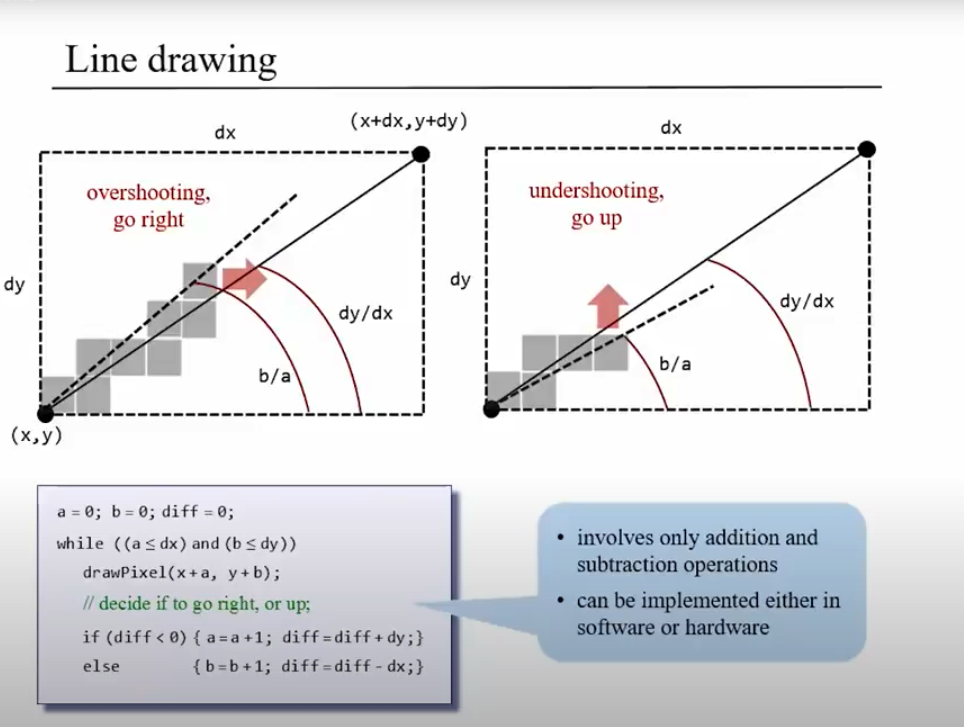 Line drawing
dx
(x+dx,y+dy)
overshooting,
go right
dy
dy/dx
b/a
(x,y)
dx
undershooting,
go up
dy
dy/dx
b/a
a = 0; b = 0; diff = 0;
while ((a ≤ dx) and (b ≤ dy))
drawPixel(x + a, y + b);
// decide if to go right, or up;
if (diff < 0) { a = a + 1; diff = diff + dy; }
else { b = b + 1; diff = diff - dx; }
• involves only addition and
subtraction operations
• can be implemented either in
software or hardware